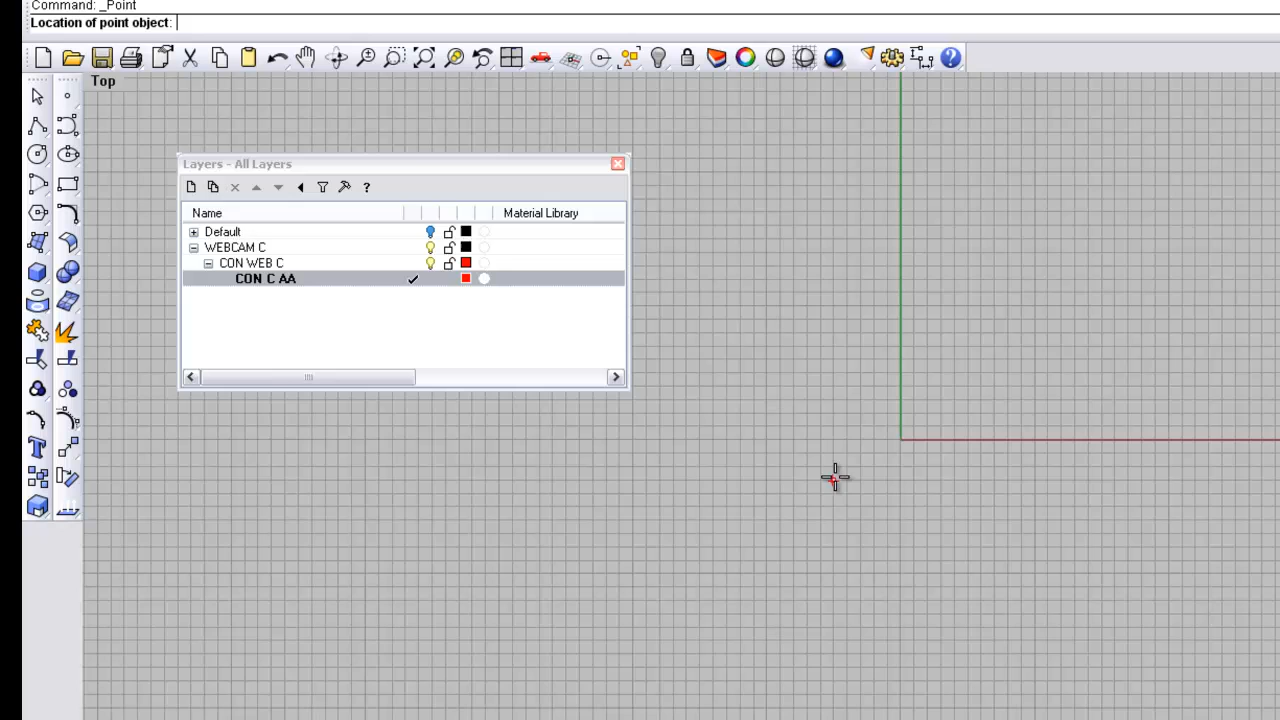 Command: _Point
Location of point object:
Top
Layers - All Layers
?
Name Material Library
Default
WEBCAM C
CON WEB C
CON C AA